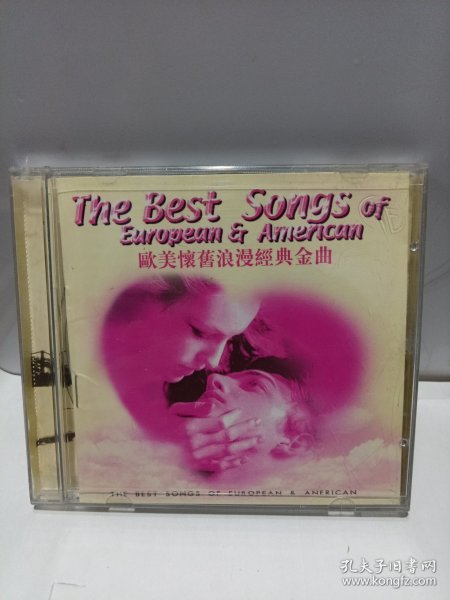 The Best Songs of
European & American
歐美懷舊浪漫經典金曲
THE BEST SONGS OF EUROPEAN & ANERICAN
孔夫子旧书网
www.kongfz.com